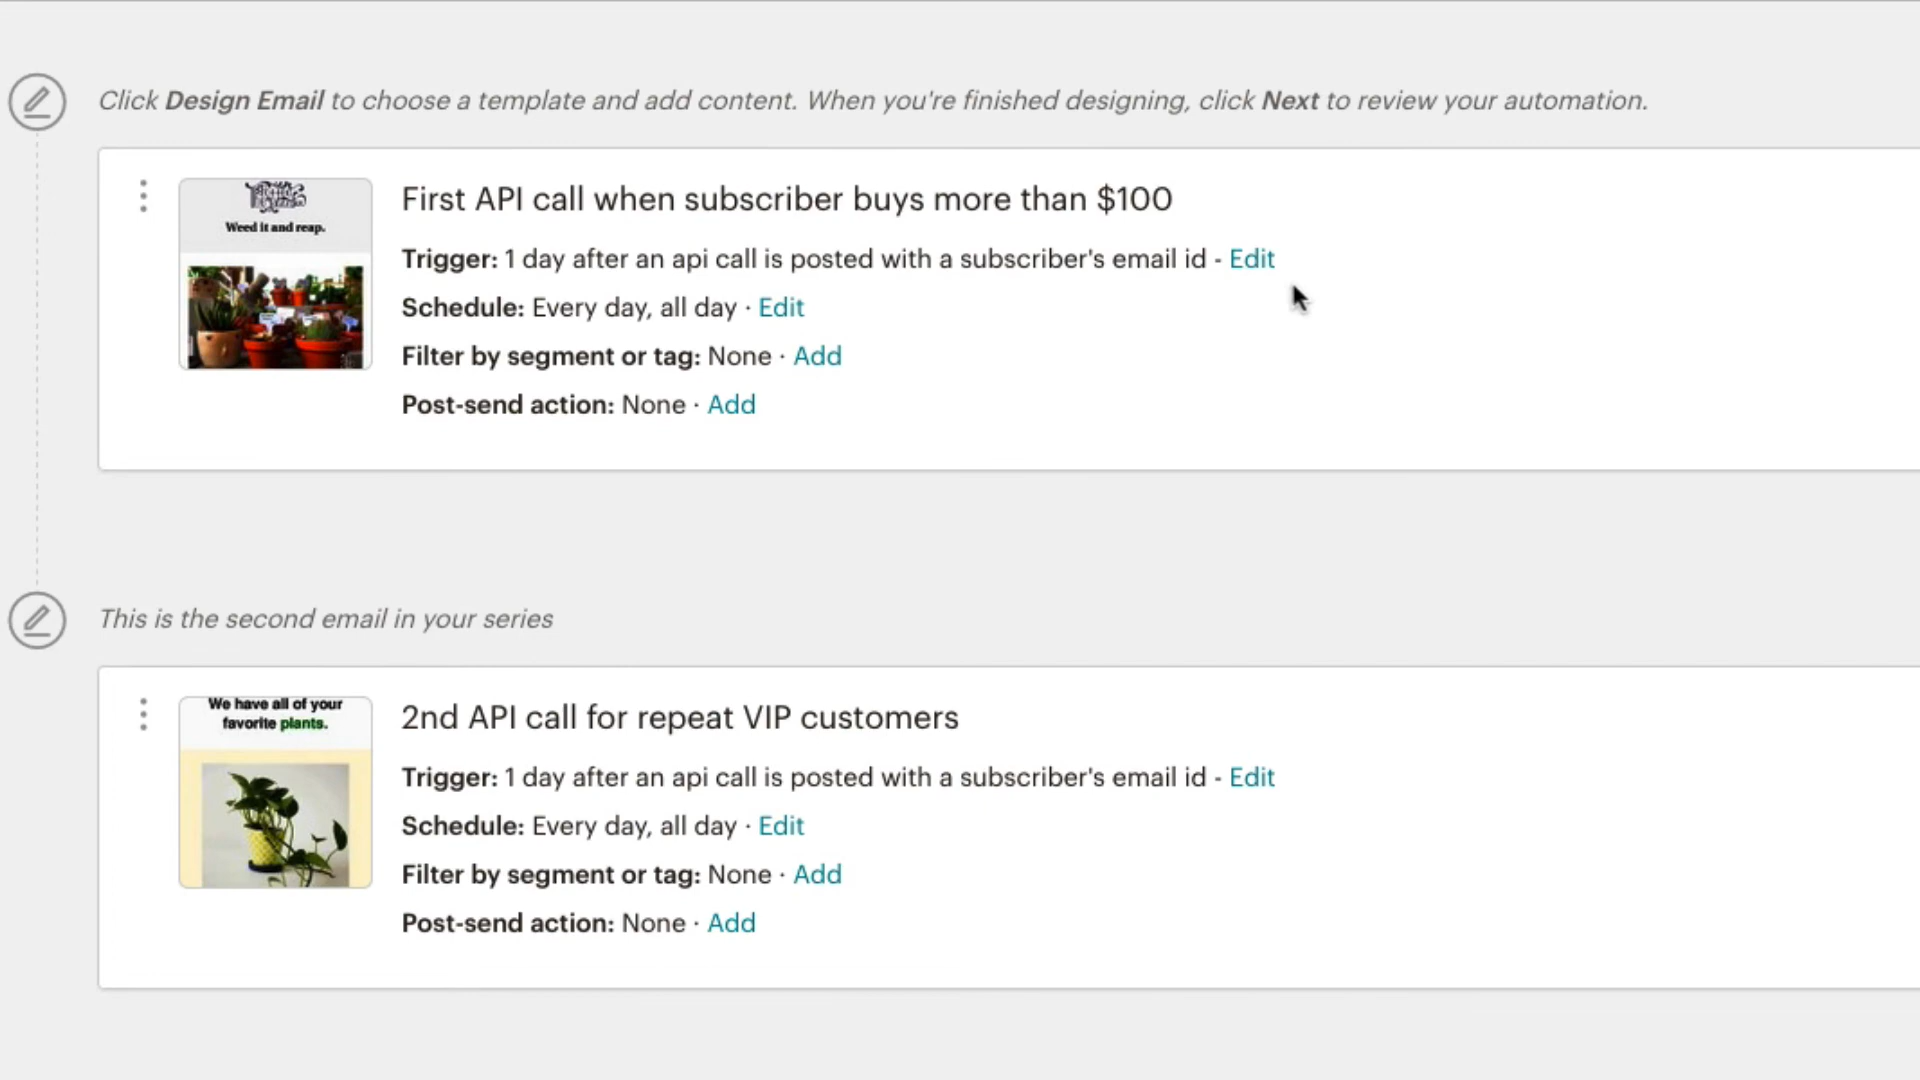 Click Design Email to choose a template and add content. When you're finished designing, click Next to review your automation.
Weed it and reap.
First API call when subscriber buys more than $100
Trigger: 1 day after an api call is posted with a subscriber's email id - Edit
Schedule: Every day, all day · Edit
Filter by segment or tag: None · Add
Post-send action: None · Add
This is the second email in your series
We have all of your
favorite plants.
2nd API call for repeat VIP customers
Trigger: 1 day after an api call is posted with a subscriber's email id - Edit
Schedule: Every day, all day · Edit
Filter by segment or tag: None · Add
Post-send action: None · Add